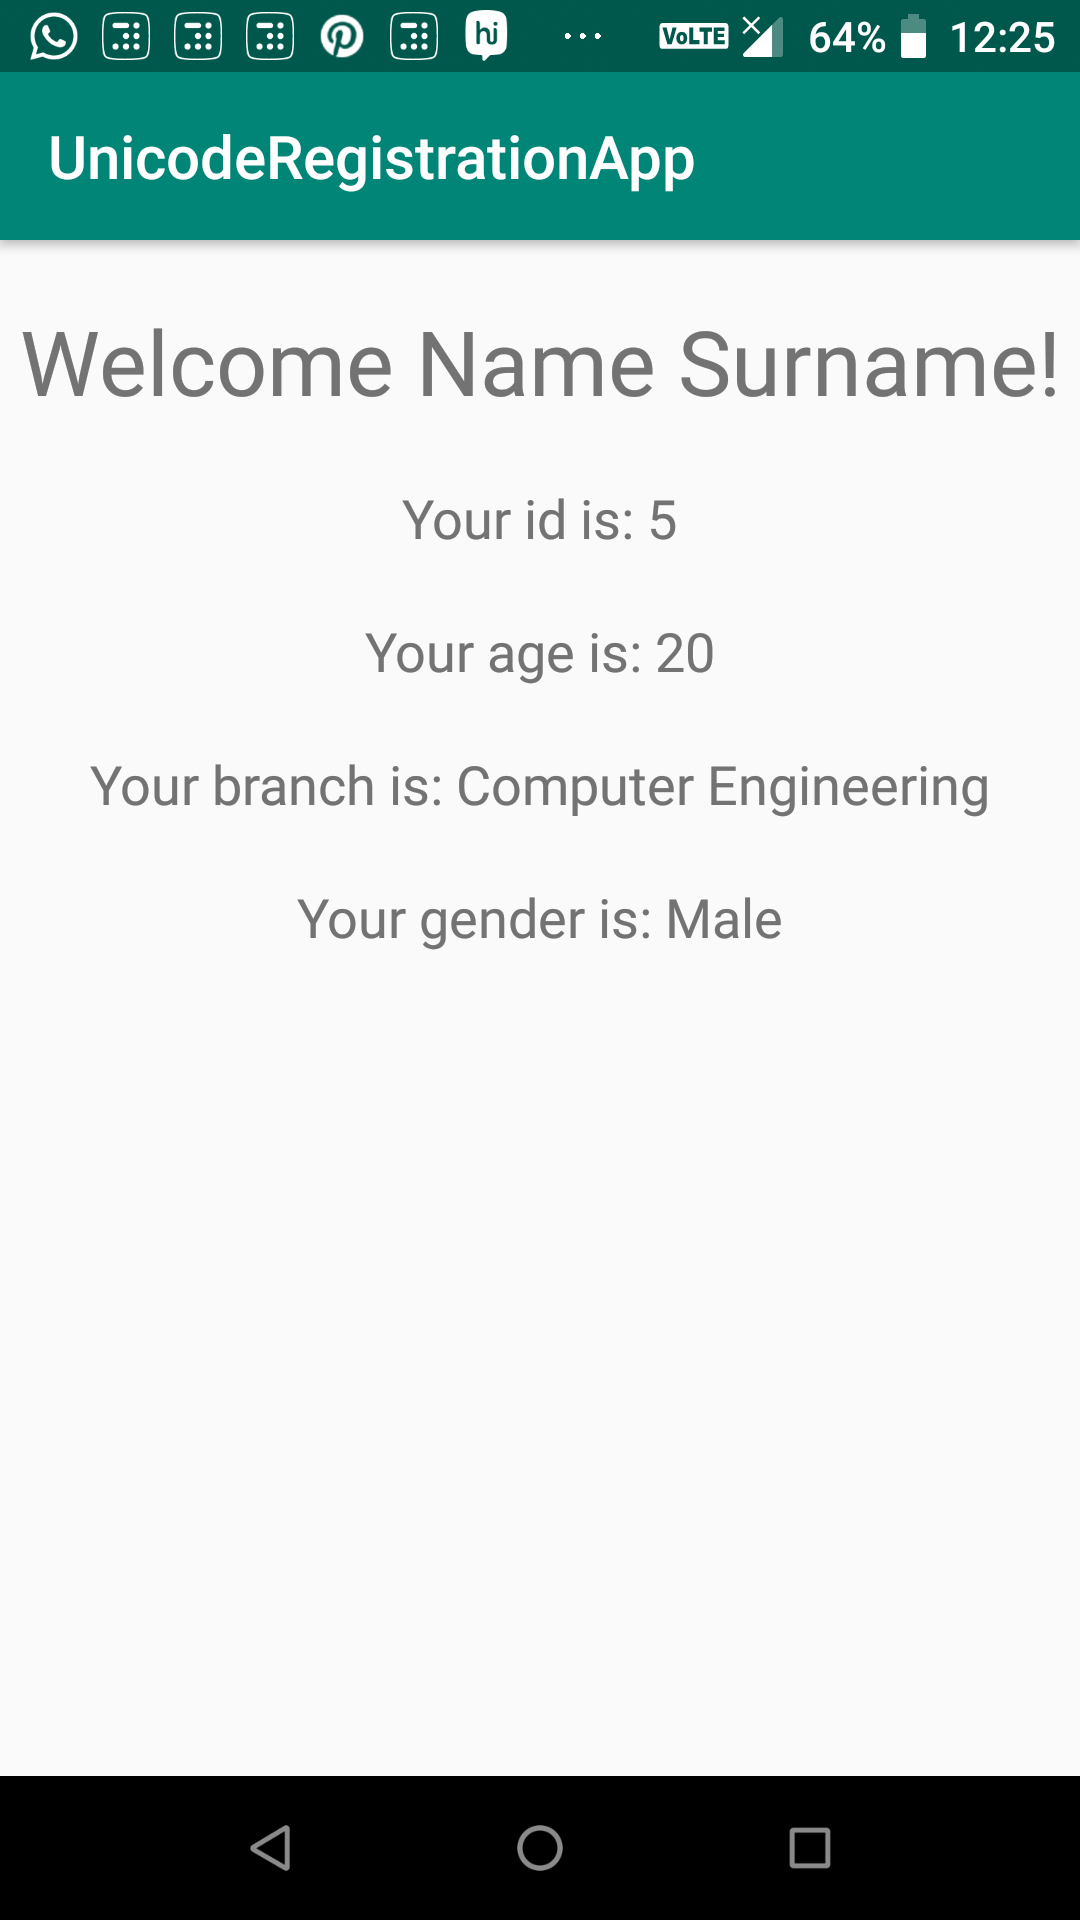 hi ... VoLTE 64% 12:25
UnicodeRegistrationApp
Welcome Name Surname!
Your id is: 5
Your age is: 20
Your branch is: Computer Engineering
Your gender is: Male